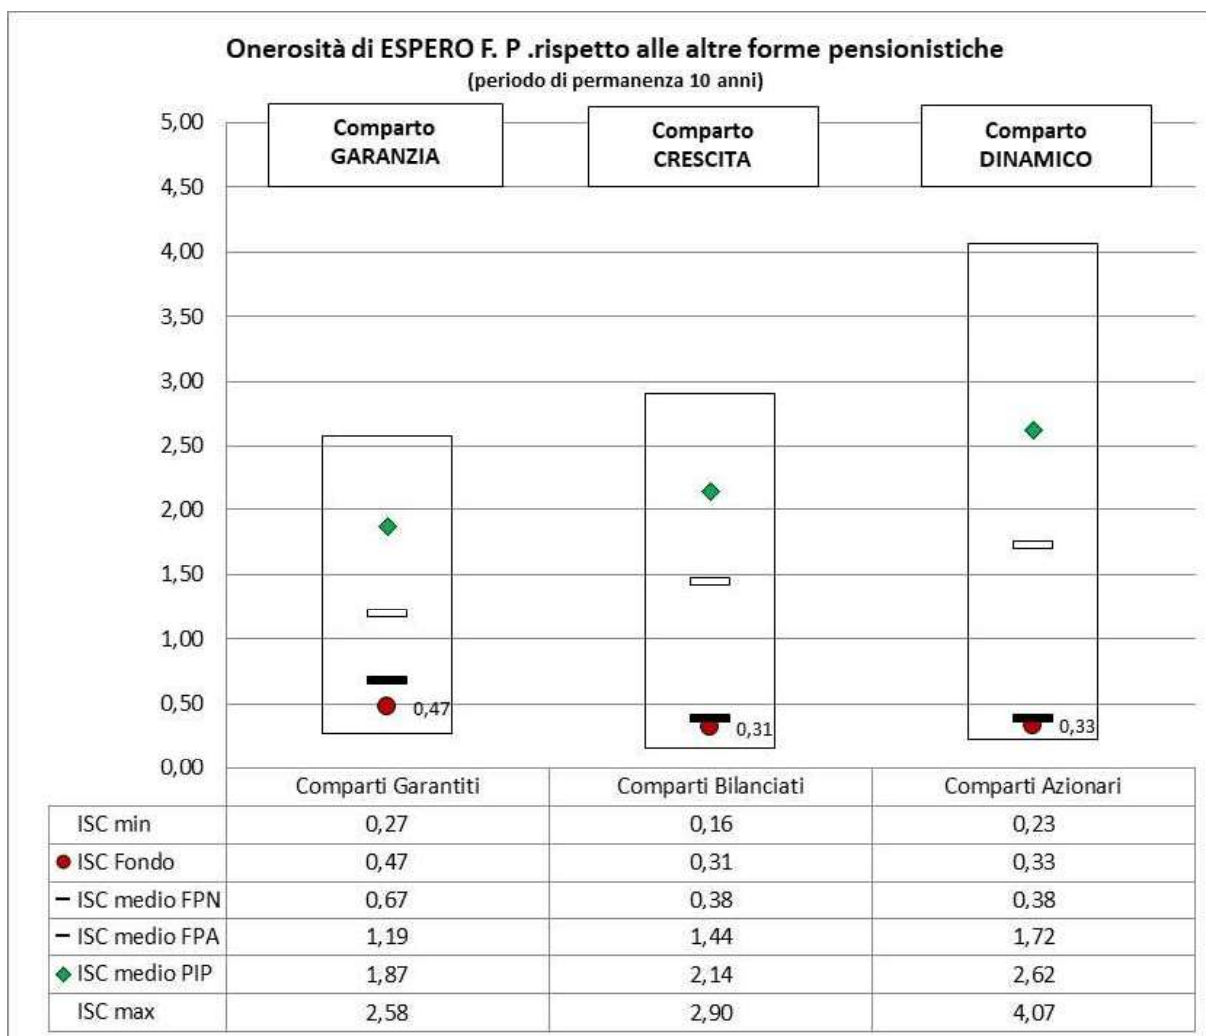 Onerosità di ESPERO F. P .rispetto alle altre forme pensionistiche
(periodo di permanenza 10 anni)
Comparto
GARANZIA
Comparto
CRESCITA
Comparto
DINAMICO
5,00
4,50
4,00
3,50
3,00
2,50
2,00
1,50
1,00
0,50
0,00
0,47
0,31
0,33
Comparti Garantiti Comparti Bilanciati Comparti Azionari
ISC min 0,27 0,16 0,23
ISC Fondo 0,47 0,31 0,33
ISC medio FPN 0,67 0,38 0,38
ISC medio FPA 1,19 1,44 1,72
ISC medio PIP 1,87 2,14 2,62
ISC max 2,58 2,90 4,07